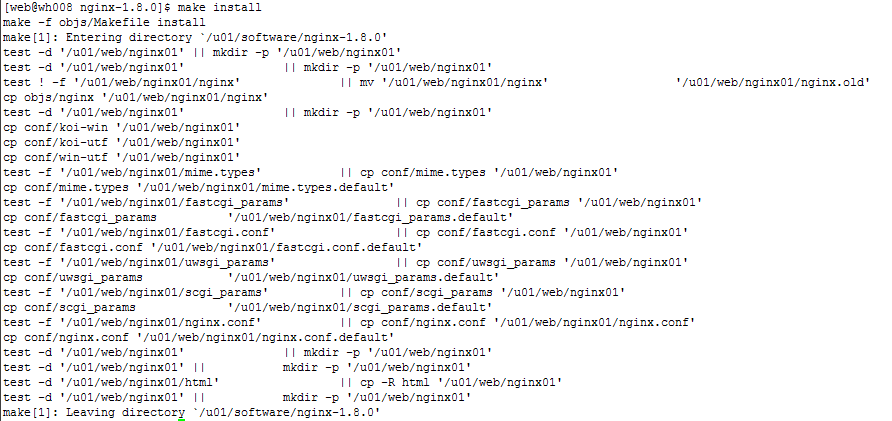 [web@wh008 nginx-1.8.0]$ make install
make -f objs/Makefile install
make[1]: Entering directory `/u01/software/nginx-1.8.0'
test -d '/u01/web/nginx01' || mkdir -p '/u01/web/nginx01'
test -d '/u01/web/nginx01'              || mkdir -p '/u01/web/nginx01'
test ! -f '/u01/web/nginx01/nginx'              || mv '/u01/web/nginx01/nginx'                  '/u01/web/nginx01/nginx.old'
cp objs/nginx '/u01/web/nginx01/nginx'
test -d '/u01/web/nginx01'              || mkdir -p '/u01/web/nginx01'
cp conf/koi-win '/u01/web/nginx01'
cp conf/koi-utf '/u01/web/nginx01'
cp conf/win-utf '/u01/web/nginx01'
test -f '/u01/web/nginx01/mime.types'           || cp conf/mime.types '/u01/web/nginx01'
cp conf/mime.types '/u01/web/nginx01/mime.types.default'
test -f '/u01/web/nginx01/fastcgi_params'               || cp conf/fastcgi_params '/u01/web/nginx01'
cp conf/fastcgi_params          '/u01/web/nginx01/fastcgi_params.default'
test -f '/u01/web/nginx01/fastcgi.conf'                 || cp conf/fastcgi.conf '/u01/web/nginx01'
cp conf/fastcgi.conf '/u01/web/nginx01/fastcgi.conf.default'
test -f '/u01/web/nginx01/uwsgi_params'         || cp conf/uwsgi_params '/u01/web/nginx01'
cp conf/uwsgi_params            '/u01/web/nginx01/uwsgi_params.default'
test -f '/u01/web/nginx01/scgi_params'          || cp conf/scgi_params '/u01/web/nginx01'
cp conf/scgi_params             '/u01/web/nginx01/scgi_params.default'
test -f '/u01/web/nginx01/nginx.conf'           || cp conf/nginx.conf '/u01/web/nginx01/nginx.conf'
cp conf/nginx.conf '/u01/web/nginx01/nginx.conf.default'
test -d '/u01/web/nginx01'              || mkdir -p '/u01/web/nginx01'
test -d '/u01/web/nginx01' ||           mkdir -p '/u01/web/nginx01'
test -d '/u01/web/nginx01/html'                 || cp -R html '/u01/web/nginx01'
test -d '/u01/web/nginx01' ||           mkdir -p '/u01/web/nginx01'
make[1]: Leaving directory `/u01/software/nginx-1.8.0'